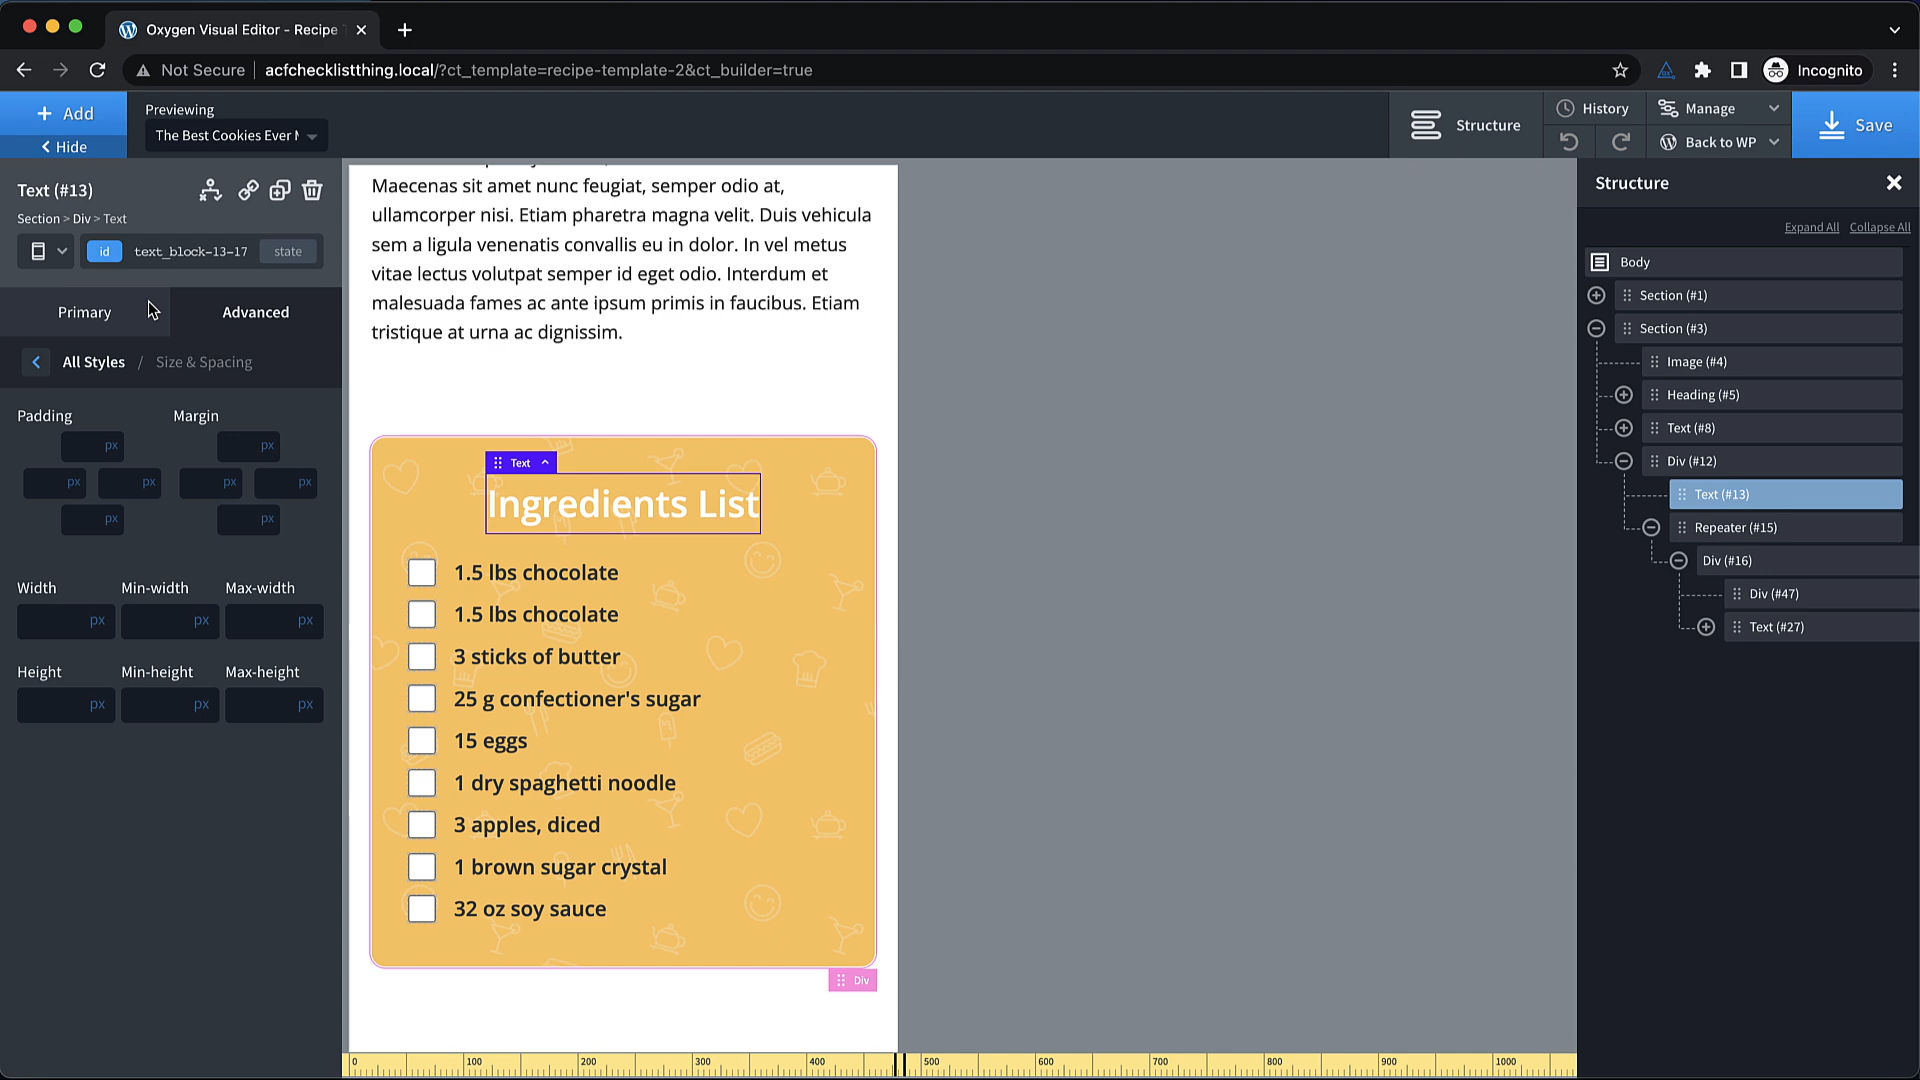 Oxygen Visual Editor - Recipe
Not Secure
acfchecklistthing.local/?ct_template=recipe-template-2&ct_builder=true
Incognito
+ Add
Hide
Previewing
The Best Cookies Ever
Structure
History
Manage
Back to WP
Save
Text (#13)
Section > Div > Text
id
text_block-13-17
state
Primary
Advanced
All Styles / Size & Spacing
Padding
Margin
px
px
px
px
px
px
px
px
Width
Min-width
Max-width
px
px
px
Height
Min-height
Max-height
px
px
px
Maecenas sit amet nunc feugiat, semper odio at,
ullamcorper nisi. Etiam pharetra magna velit. Duis vehicula
sem a ligula venenatis convallis eu in dolor. In vel metus
vitae lectus volutpat semper id eget odio. Interdum et
malesuada fames ac ante ipsum primis in faucibus. Etiam
tristique at urna ac dignissim.
Text
Ingredients List
1.5 lbs chocolate
1.5 lbs chocolate
3 sticks of butter
25 g confectioner's sugar
15 eggs
1 dry spaghetti noodle
3 apples, diced
1 brown sugar crystal
32 oz soy sauce
Div
0 100 200 300 400 500 600 700 800 900 1000
Structure
Expand All
Collapse All
Body
Section (#1)
Section (#3)
Image (#4)
Heading (#5)
Text (#8)
Div (#12)
Text (#13)
Repeater (#15)
Div (#16)
Div (#47)
Text (#27)